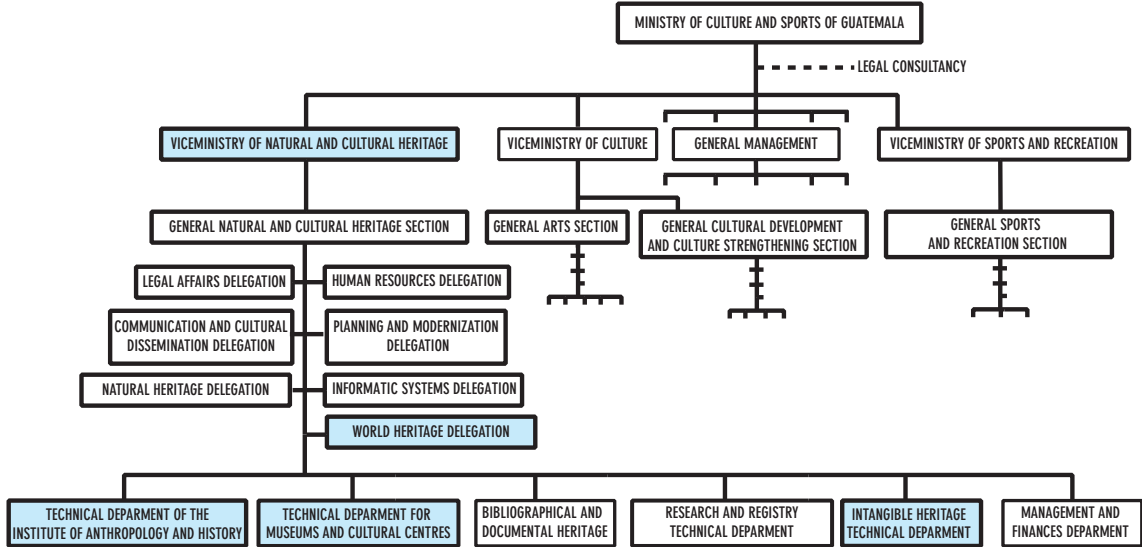 MINISTRY OF CULTURE AND SPORTS OF GUATEMALA
LEGAL CONSULTANCY
VICEMINISTRY OF NATURAL AND CULTURAL HERITAGE
VICEMINISTRY OF CULTURE
GENERAL MANAGEMENT
VICEMINISTRY OF SPORTS AND RECREATION
GENERAL NATURAL AND CULTURAL HERITAGE SECTION
GENERAL ARTS SECTION
GENERAL CULTURAL DEVELOPMENT
AND CULTURE STRENGTHENING SECTION
GENERAL SPORTS
AND RECREATION SECTION
LEGAL AFFAIRS DELEGATION
HUMAN RESOURCES DELEGATION
COMMUNICATION AND CULTURAL
DISSEMINATION DELEGATION
PLANNING AND MODERNIZATION
DELEGATION
NATURAL HERITAGE DELEGATION
INFORMATIC SYSTEMS DELEGATION
WORLD HERITAGE DELEGATION
TECHNICAL DEPARMENT OF THE
INSTITUTE OF ANTHROPOLOGY AND HISTORY
TECHNICAL DEPARMENT FOR
MUSEUMS AND CULTURAL CENTRES
BIBLIOGRAPHICAL AND
DOCUMENTAL HERITAGE
RESEARCH AND REGISTRY
TECHNICAL DEPARMENT
INTANGIBLE HERITAGE
TECHNICAL DEPARMENT
MANAGEMENT AND
FINANCES DEPARMENT